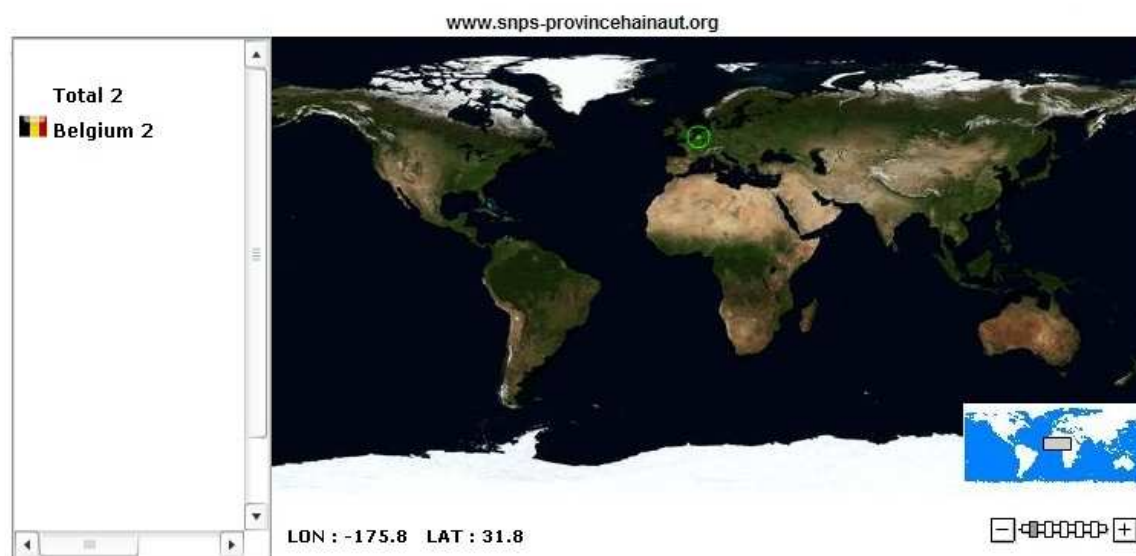 www.snps-provincehainaut.org
Total 2
Belgium 2
LON : -175.8 LAT : 31.8